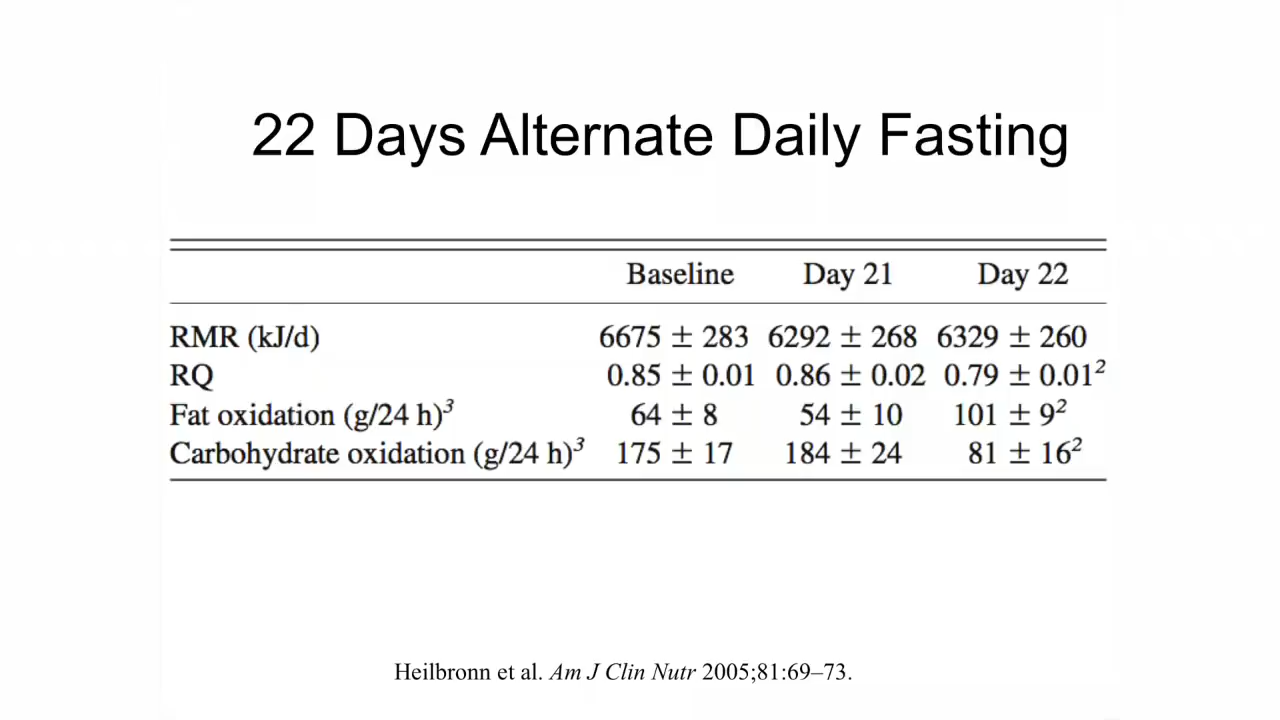 22 Days Alternate Daily Fasting
Baseline Day 21 Day 22
RMR (kJ/d) 6675 ± 283 6292 ± 268 6329 ± 260
RQ 0.85 ± 0.01 0.86 ± 0.02 0.79 ± 0.01²
Fat oxidation (g/24 h)³ 64 ± 8 54 ± 10 101 ± 9²
Carbohydrate oxidation (g/24 h)³ 175 ± 17 184 ± 24 81 ± 16²
Heilbronn et al. Am J Clin Nutr 2005;81:69–73.